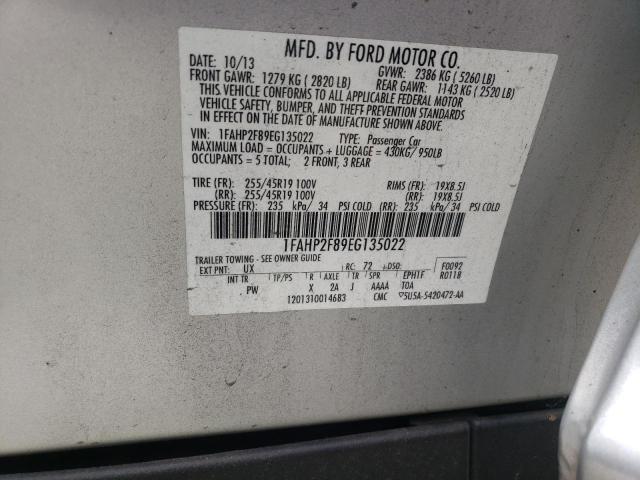 MFD. BY FORD MOTOR CO.
DATE: 10/13 GVWR: 2386 KG ( 5260 LB)
FRONT GAWR: 1279 KG ( 2820 LB) REAR GAWR: 1143 KG ( 2520 LB)
THIS VEHICLE CONFORMS TO ALL APPLICABLE FEDERAL MOTOR
VEHICLE SAFETY, BUMPER, AND THEFT PREVENTION STANDARDS
IN EFFECT ON THE DATE OF MANUFACTURE SHOWN ABOVE.
VIN: 1FAHP2F89EG135022 TYPE: Passenger Car
MAXIMUM LOAD = OCCUPANTS + LUGGAGE = 430KG/ 950LB
OCCUPANTS = 5 TOTAL; 2 FRONT, 3 REAR
TIRE (FR): 255/45R19 100V RIMS (FR): 19X8.5J
(RR): 255/45R19 100V (RR): 19X8.5J
PRESSURE (FR): 235 kPa/ 34 PSI COLD (RR): 235 kPa/ 34 PSI COLD
1FAHP2F89EG135022
TRAILER TOWING - SEE OWNER GUIDE
EXT PNT: UX RC: 72 DSO: F0092
INT TR TP/PS R AXLE TR SPR EPHTF R0118
PW X 2A J AAAA TOA
1201310014683 CMC ▽5U5A-5420472-AA